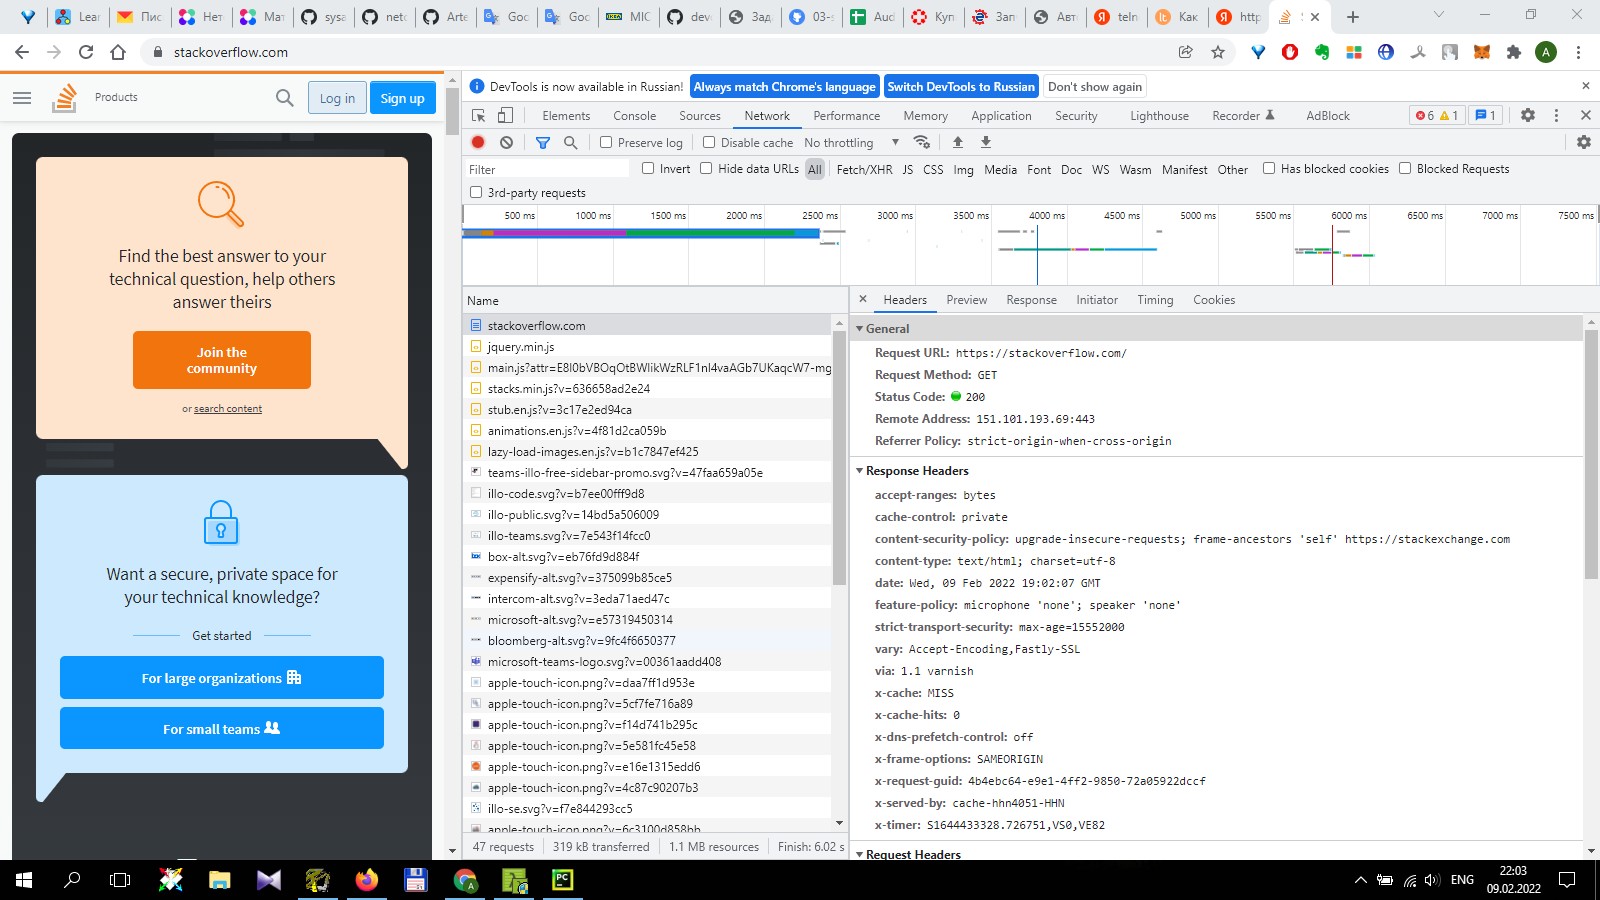 Lear
Пис
Нет
Мат
sysa
netc
Arte
Goc
Goc
MIC
dev
Зад
03-s
Aud
Куп
Зап
Авт
teln
Как
http
stackoverflow.com
Products
Log in
Sign up
Find the best answer to your
technical question, help others
answer theirs
Join the
community
or search content
Want a secure, private space for
your technical knowledge?
Get started
For large organizations
For small teams
DevTools is now available in Russian!
Always match Chrome's language
Switch DevTools to Russian
Don't show again
Elements
Console
Sources
Network
Performance
Memory
Application
Security
Lighthouse
Recorder
AdBlock
6
1
1
Preserve log
Disable cache
No throttling
Filter
Invert
Hide data URLs
All
Fetch/XHR
JS
CSS
Img
Media
Font
Doc
WS
Wasm
Manifest
Other
Has blocked cookies
Blocked Requests
3rd-party requests
500 ms
1000 ms
1500 ms
2000 ms
2500 ms
3000 ms
3500 ms
4000 ms
4500 ms
5000 ms
5500 ms
6000 ms
6500 ms
7000 ms
7500 ms
Name
stackoverflow.com
jquery.min.js
stacks.min.js?v=636658ad2e24
stub.en.js?v=3c17e2ed94ca
animations.en.js?v=4f81d2ca059b
lazy-load-images.en.js?v=b1c7847ef425
teams-illo-free-sidebar-promo.svg?v=47faa659a05e
illo-code.svg?v=b7ee00fff9d8
illo-public.svg?v=14bd5a506009
illo-teams.svg?v=7e543f14fcc0
box-alt.svg?v=eb76fd9d884f
expensify-alt.svg?v=375099b85ce5
intercom-alt.svg?v=3eda71aed47c
microsoft-alt.svg?v=e57319450314
bloomberg-alt.svg?v=9fc4f6650377
microsoft-teams-logo.svg?v=00361aadd408
apple-touch-icon.png?v=daa7ff1d953e
apple-touch-icon.png?v=5cf7fe716a89
apple-touch-icon.png?v=f14d741b295c
apple-touch-icon.png?v=5e581fc45e58
apple-touch-icon.png?v=e16e1315edd6
apple-touch-icon.png?v=4c87c90207b3
illo-se.svg?v=f7e844293cc5
apple-touch-icon.png?v=6c3100d858bb
47 requests
319 kB transferred
1.1 MB resources
Finish: 6.02 s
Headers
Preview
Response
Initiator
Timing
Cookies
General
Request URL: https://stackoverflow.com/
Request Method: GET
Status Code: 200
Remote Address: 151.101.193.69:443
Referrer Policy: strict-origin-when-cross-origin
Response Headers
accept-ranges: bytes
cache-control: private
content-security-policy: upgrade-insecure-requests; frame-ancestors 'self' https://stackexchange.com
content-type: text/html; charset=utf-8
date: Wed, 09 Feb 2022 19:02:07 GMT
feature-policy: microphone 'none'; speaker 'none'
strict-transport-security: max-age=15552000
vary: Accept-Encoding,Fastly-SSL
via: 1.1 varnish
x-cache: MISS
x-cache-hits: 0
x-dns-prefetch-control: off
x-frame-options: SAMEORIGIN
x-request-guid: 4b4ebc64-e9e1-4ff2-9850-72a05922dccf
x-served-by: cache-hhn4051-HHN
x-timer: S1644433328.726751,VS0,VE82
Request Headers
ENG
22:03
09.02.2022